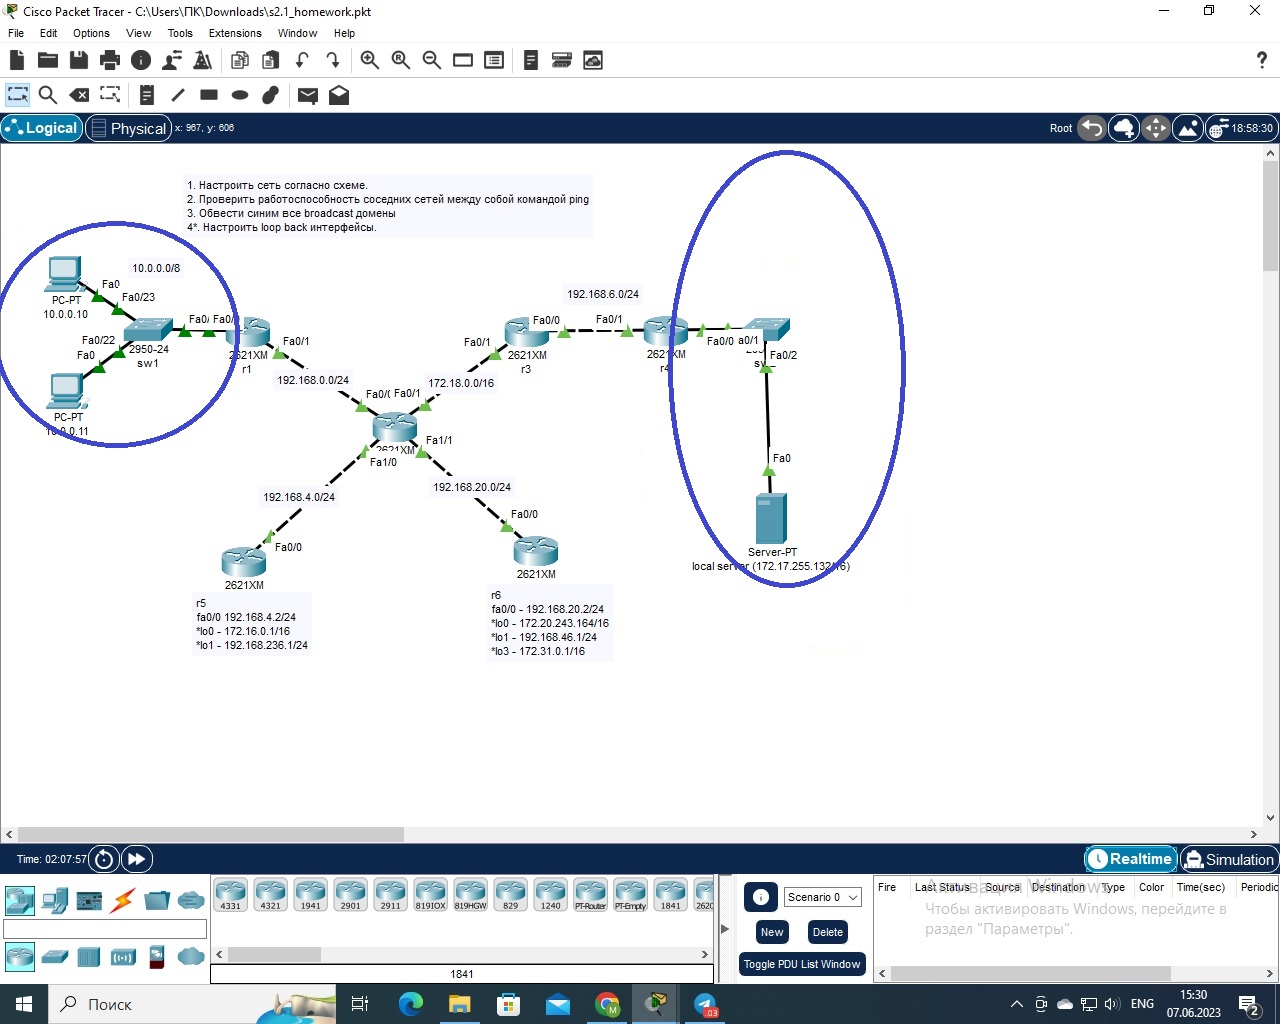 Cisco Packet Tracer - C:\Users\ПК\Downloads\s2.1_homework.pkt
File Edit Options View Tools Extensions Window Help
?
Logical Physical x: 967, y: 606 Root 18:58:30
1. Настроить сеть согласно схеме.
2. Проверить работоспособность соседних сетей между собой командой ping
3. Обвести синим все broadcast домены
4*. Настроить loop back интерфейсы.
10.0.0.0/8
Fa0
Fa0/23
PC-PT
10.0.0.10
Fa0/ Fa0/
Fa0/22
Fa0
2950-24
sw1
PC-PT
10.0.0.11
2621XM
r1
Fa0/1
192.168.0.0/24
Fa0/ Fa0/1
172.18.0.0/16
Fa0/1
2621XM
r3
Fa0/0
192.168.6.0/24
Fa0/1
Fa0/0 a0/1
Fa0/2
2621XM
Fa1/0
Fa1/1
192.168.4.0/24
192.168.20.0/24
Fa0/0
Fa0/0
2621XM
2621XM
Fa0
Server-PT
local server (172.17.255.132/16)
r5
fa0/0 192.168.4.2/24
*lo0 - 172.16.0.1/16
*lo1 - 192.168.236.1/24
r6
fa0/0 - 192.168.20.2/24
*lo0 - 172.20.243.164/16
*lo1 - 192.168.46.1/24
*lo3 - 172.31.0.1/16
Time: 02:07:57 Realtime Simulation
4331 4321 1941 2901 2911 819IOX 819HGW 829 1240 PT-Router PT-Empty 1841 2620
1841
Scenario 0
New Delete
Toggle PDU List Window
Fire Last Status Source Destination Type Color Time(sec) Periodic
Активация Windows
Чтобы активировать Windows, перейдите в
раздел "Параметры".
Поиск
.03
ENG
15:30
07.06.2023
2